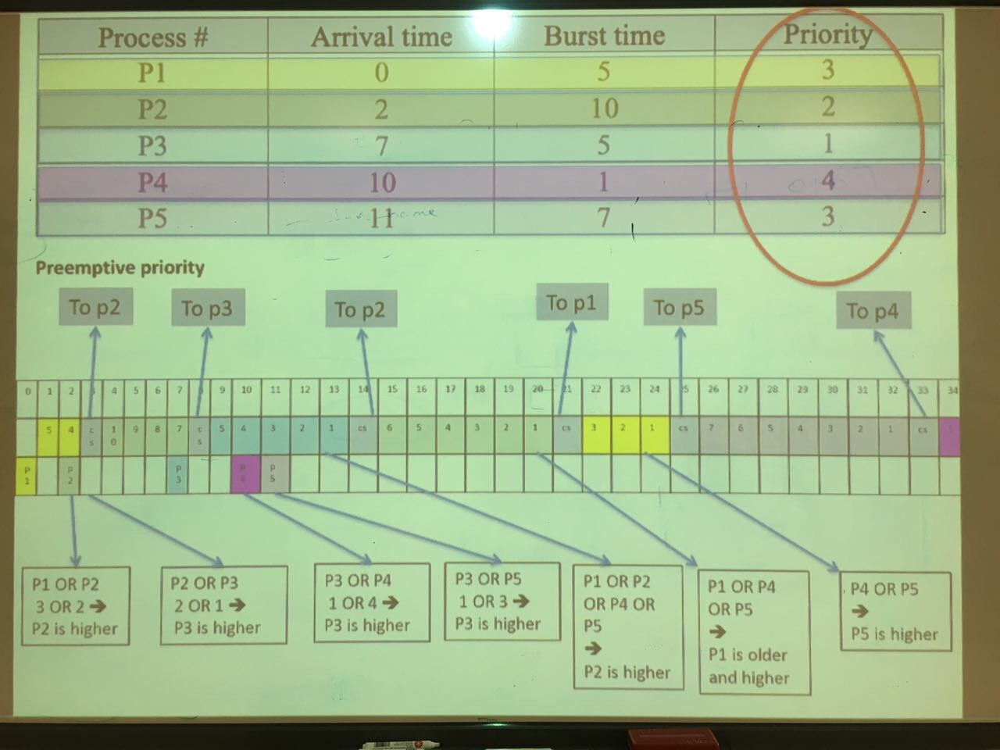 Process # Arrival time Burst time Priority
P1 0 5 3
P2 2 10 2
P3 7 5 1
P4 10 1 4
P5 11 7 3
Preemptive priority
To p2 To p3 To p2 To p1 To p5 To p4
0 1 2 4 5 6 7 9 10 11 12 13 14 15 16 17 18 19 20 21 22 23 24 25 26 27 28 29 30 31 32 33 34
5 4 cs 10 9 8 7 cs 5 4 3 2 1 cs 6 5 4 3 2 1 cs 3 2 1 cs 7 6 5 4 3 2 1 cs
P1 P2 P3 P5
P1 OR P2
3 OR 2 ➔
P2 is higher
P2 OR P3
2 OR 1 ➔
P3 is higher
P3 OR P4
1 OR 4 ➔
P3 is higher
P3 OR P5
1 OR 3 ➔
P3 is higher
P1 OR P2
OR P4 OR
P5
➔
P2 is higher
P1 OR P4
OR P5
➔
P1 is older
and higher
P4 OR P5
➔
P5 is higher